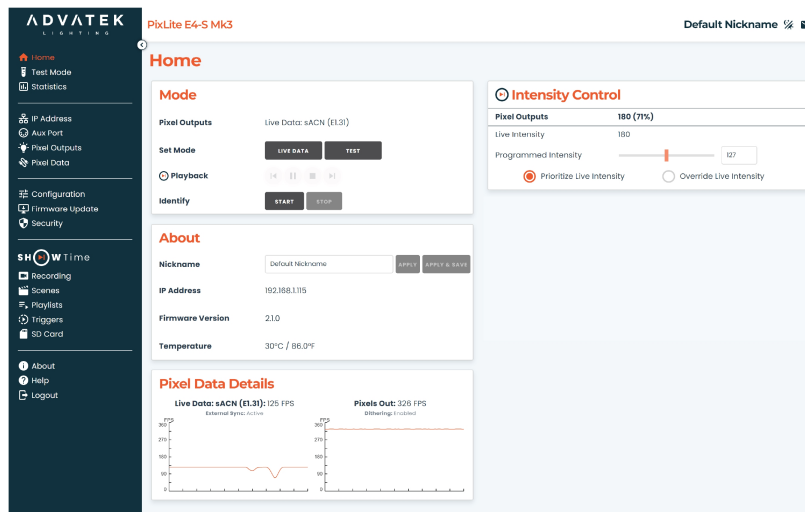 ADVATEK
LIGHTING
PixLite E4-S Mk3
Default Nickname
Home
Test Mode
Statistics
IP Address
Aux Port
Pixel Outputs
Pixel Data
Configuration
Firmware Update
Security
SHOWTime
Recording
Scenes
Playlists
Triggers
SD Card
About
Help
Logout
Home
Mode
Pixel Outputs Live Data: sACN (E1.31)
Set Mode LIVE DATA TEST
Playback
Identify START STOP
About
Nickname Default Nickname APPLY APPLY & SAVE
IP Address 192.168.1.115
Firmware Version 2.1.0
Temperature 30°C / 86.0°F
Pixel Data Details
Live Data: sACN (E1.31): 125 FPS
External Sync: Active
FPS
360
270
180
90
0
Pixels Out: 326 FPS
Dithering: Enabled
FPS
360
270
180
90
0
Intensity Control
Pixel Outputs 180 (71%)
Live Intensity 180
Programmed Intensity 127
Prioritize Live Intensity Override Live Intensity